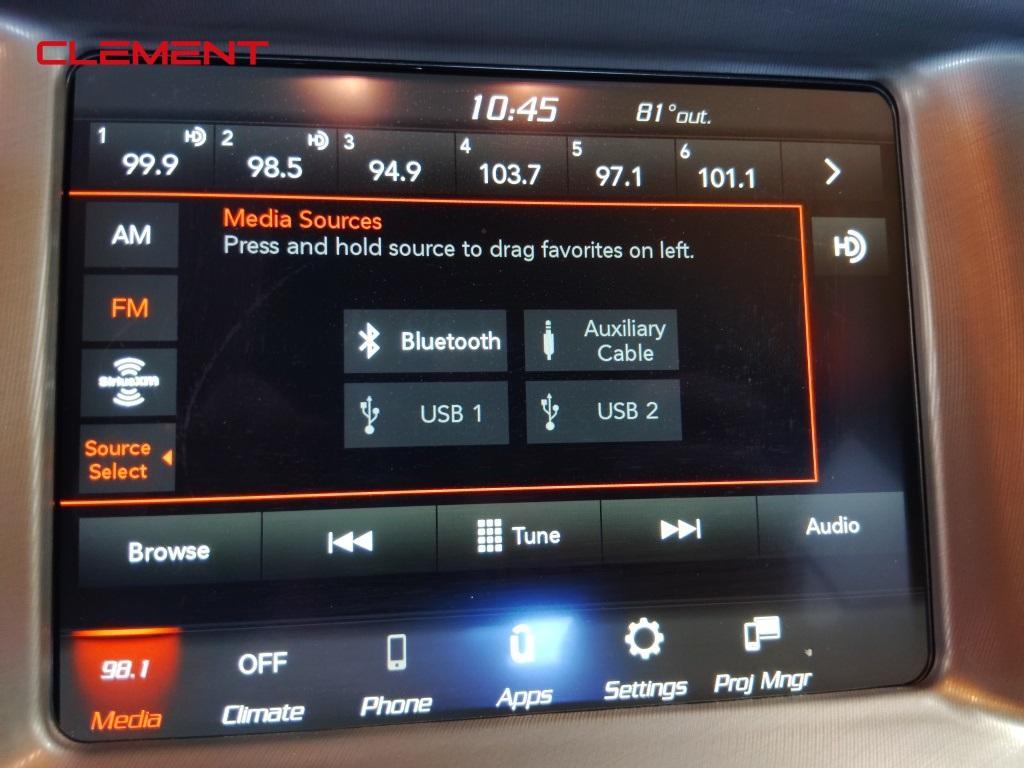 CLEMENT
10:45
81°out.
1 HD 2 HD 3 4 5 6
99.9 98.5 94.9 103.7 97.1 101.1
AM
Media Sources
Press and hold source to drag favorites on left.
HD
FM
Bluetooth
Auxiliary
Cable
SiriusXM
USB 1
USB 2
Source
Select
Browse
Tune
Audio
98.1
Media
OFF
Climate
Phone
Apps
Settings
Proj Mngr